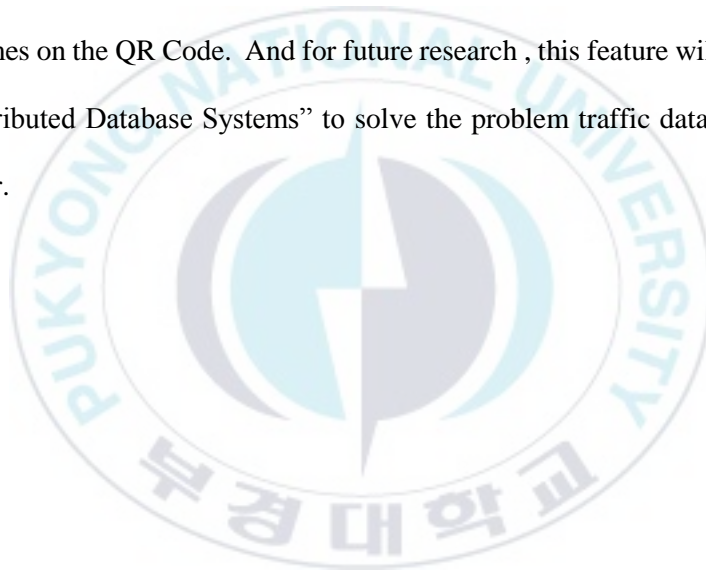 nes on the QR Code. And for future research , this feature wil
ributed Database Systems” to solve the problem traffic data
r.
PUKYONG NATIONAL UNIVERSITY
부경대학교